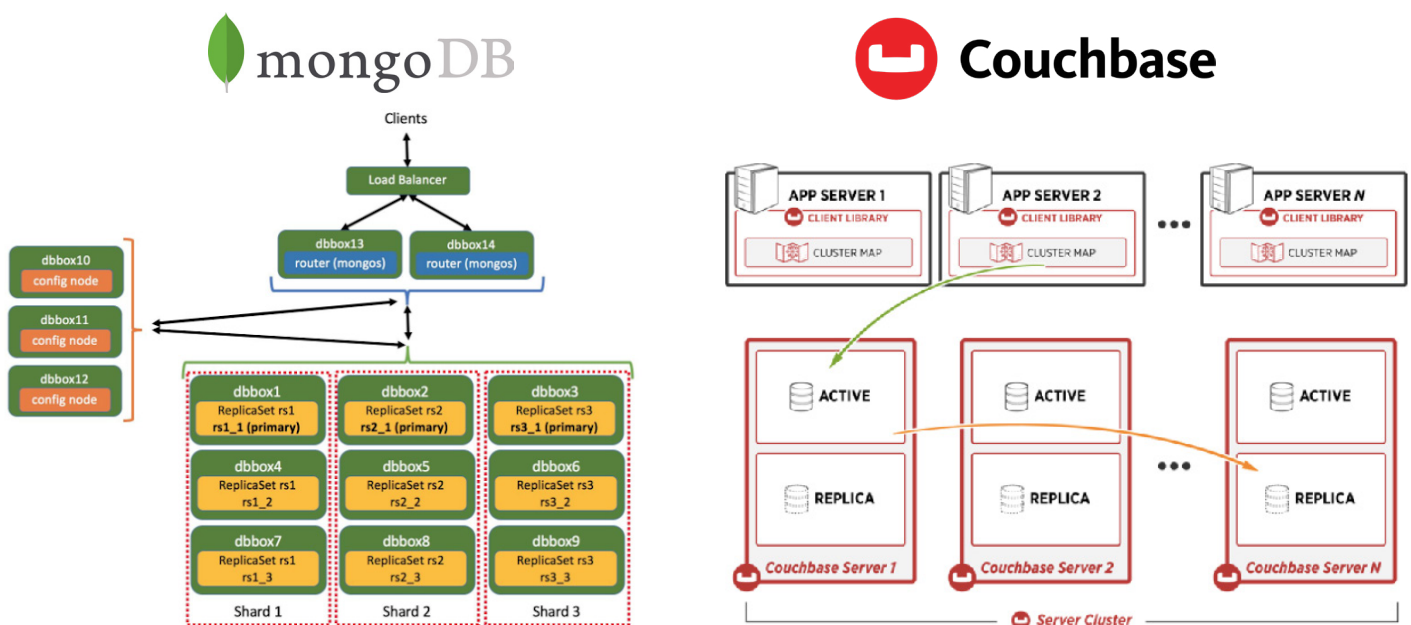 mongoDB
Clients
Load Balancer
dbbox13
router (mongos)
dbbox14
router (mongos)
dbbox10
config node
dbbox11
config node
dbbox12
config node
dbbox1
ReplicaSet rs1
rs1_1 (primary)
dbbox2
ReplicaSet rs2
rs2_1 (primary)
dbbox3
ReplicaSet rs3
rs3_1 (primary)
dbbox4
ReplicaSet rs1
rs1_2
dbbox5
ReplicaSet rs2
rs2_2
dbbox6
ReplicaSet rs3
rs3_2
dbbox7
ReplicaSet rs1
rs1_3
dbbox8
ReplicaSet rs2
rs2_3
dbbox9
ReplicaSet rs3
rs3_3
Shard 1
Shard 2
Shard 3
Couchbase
APP SERVER 1
CLIENT LIBRARY
CLUSTER MAP
APP SERVER 2
CLIENT LIBRARY
CLUSTER MAP
APP SERVER N
CLIENT LIBRARY
CLUSTER MAP
ACTIVE
REPLICA
Couchbase Server 1
ACTIVE
REPLICA
Couchbase Server 2
ACTIVE
REPLICA
Couchbase Server N
Server Cluster